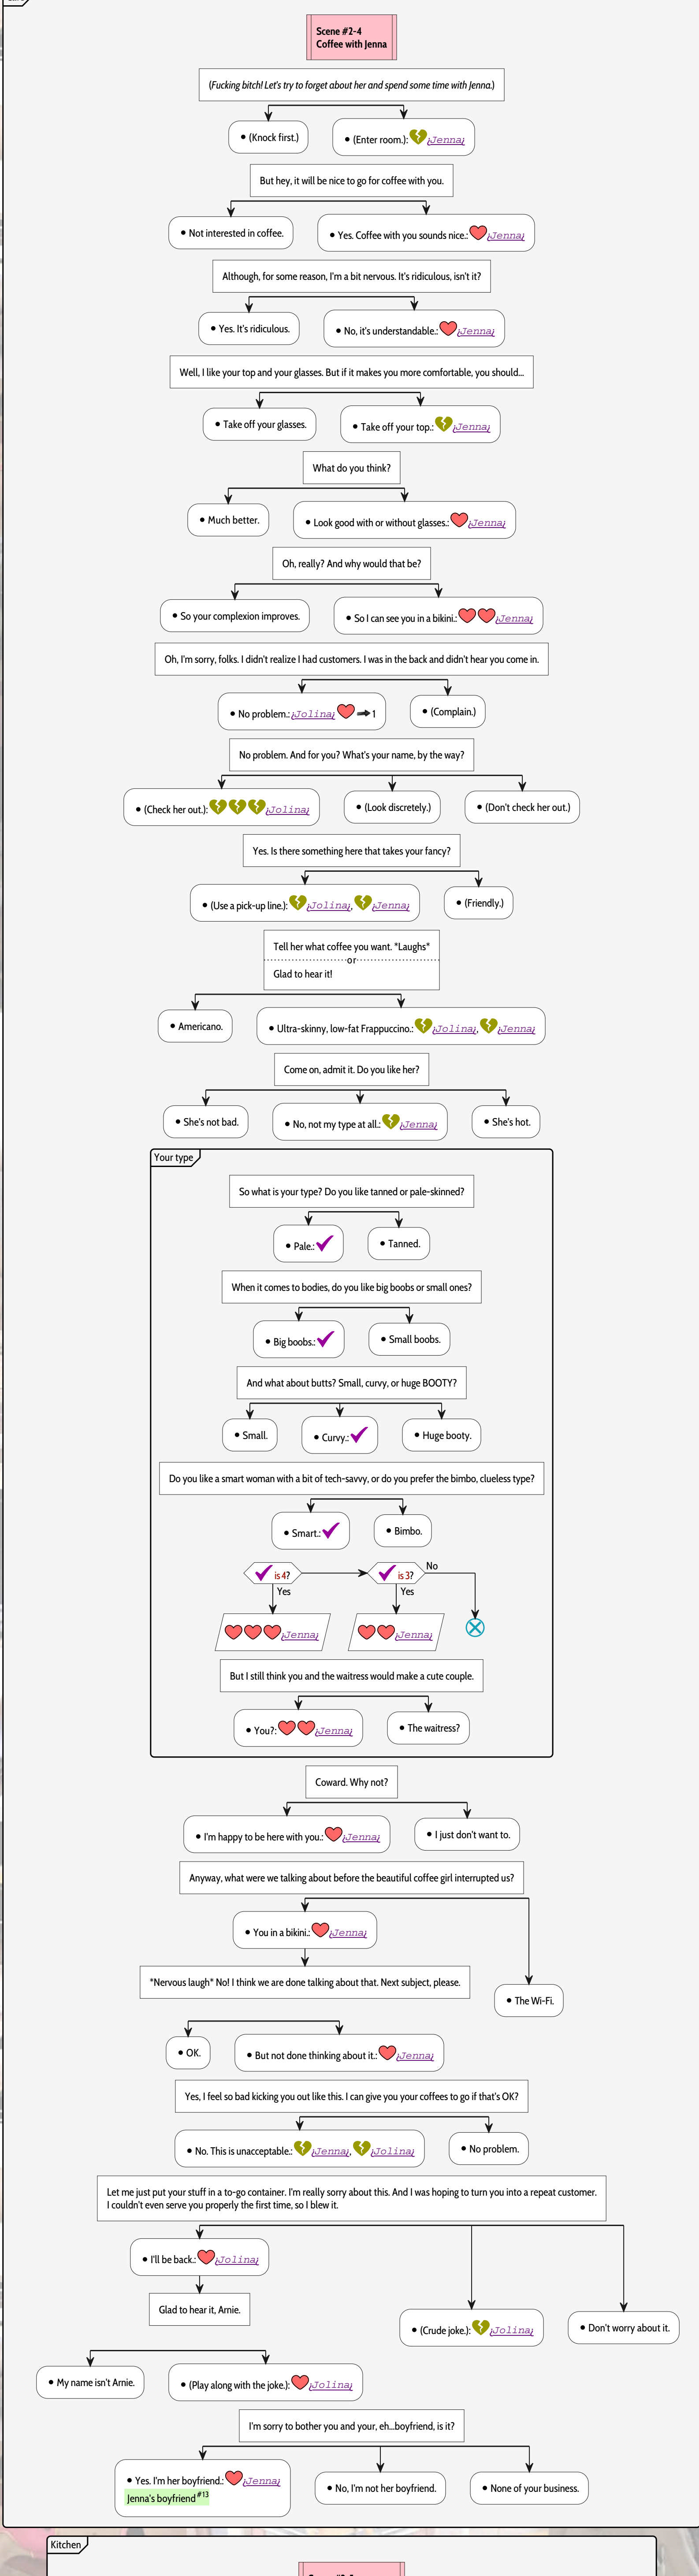 Scene #2-4
Coffee with Jenna
(Fucking bitch! Let's try to forget about her and spend some time with Jenna.)
• (Knock first.)
• (Enter room.): ¡Jenna¿
But hey, it will be nice to go for coffee with you.
• Not interested in coffee.
• Yes. Coffee with you sounds nice.: ¡Jenna¿
Although, for some reason, I'm a bit nervous. It's ridiculous, isn't it?
• Yes. It's ridiculous.
• No, it's understandable.: ¡Jenna¿
Well, I like your top and your glasses. But if it makes you more comfortable, you should...
• Take off your glasses.
• Take off your top.: ¡Jenna¿
What do you think?
• Much better.
• Look good with or without glasses.: ¡Jenna¿
Oh, really? And why would that be?
• So your complexion improves.
• So I can see you in a bikini.: ¡Jenna¿
Oh, I'm sorry, folks. I didn't realize I had customers. I was in the back and didn't hear you come in.
• No problem.: ¡Jolina¿ 1
• (Complain.)
No problem. And for you? What's your name, by the way?
• (Check her out.): ¡Jolina¿
• (Look discretely.)
• (Don't check her out.)
Yes. Is there something here that takes your fancy?
• (Use a pick-up line.): ¡Jolina¿, ¡Jenna¿
• (Friendly.)
Tell her what coffee you want. *Laughs*
or
Glad to hear it!
• Americano.
• Ultra-skinny, low-fat Frappuccino.: ¡Jolina¿, ¡Jenna¿
Come on, admit it. Do you like her?
• She's not bad.
• No, not my type at all.: ¡Jenna¿
• She's hot.
Your type
So what is your type? Do you like tanned or pale-skinned?
• Pale.:
• Tanned.
When it comes to bodies, do you like big boobs or small ones?
• Big boobs.:
• Small boobs.
And what about butts? Small, curvy, or huge BOOTY?
• Small.
• Curvy.:
• Huge booty.
Do you like a smart woman with a bit of tech-savvy, or do you prefer the bimbo, clueless type?
• Smart.:
• Bimbo.
is 4?
is 3?
No
Yes
Yes
¡Jenna¿
¡Jenna¿
But I still think you and the waitress would make a cute couple.
• You?: ¡Jenna¿
• The waitress?
Coward. Why not?
• I'm happy to be here with you.: ¡Jenna¿
• I just don't want to.
Anyway, what were we talking about before the beautiful coffee girl interrupted us?
• You in a bikini.: ¡Jenna¿
*Nervous laugh* No! I think we are done talking about that. Next subject, please.
• The Wi-Fi.
• OK.
• But not done thinking about it.: ¡Jenna¿
Yes, I feel so bad kicking you out like this. I can give you your coffees to go if that's OK?
• No. This is unacceptable.: ¡Jenna¿, ¡Jolina¿
• No problem.
Let me just put your stuff in a to-go container. I'm really sorry about this. And I was hoping to turn you into a repeat customer.
I couldn't even serve you properly the first time, so I blew it.
• I'll be back.: ¡Jolina¿
Glad to hear it, Arnie.
• (Crude joke.): ¡Jolina¿
• Don't worry about it.
• My name isn't Arnie.
• (Play along with the joke.): ¡Jolina¿
I'm sorry to bother you and your, eh...boyfriend, is it?
• Yes. I'm her boyfriend.: ¡Jenna¿
Jenna's boyfriend #13
• No, I'm not her boyfriend.
• None of your business.
Kitchen